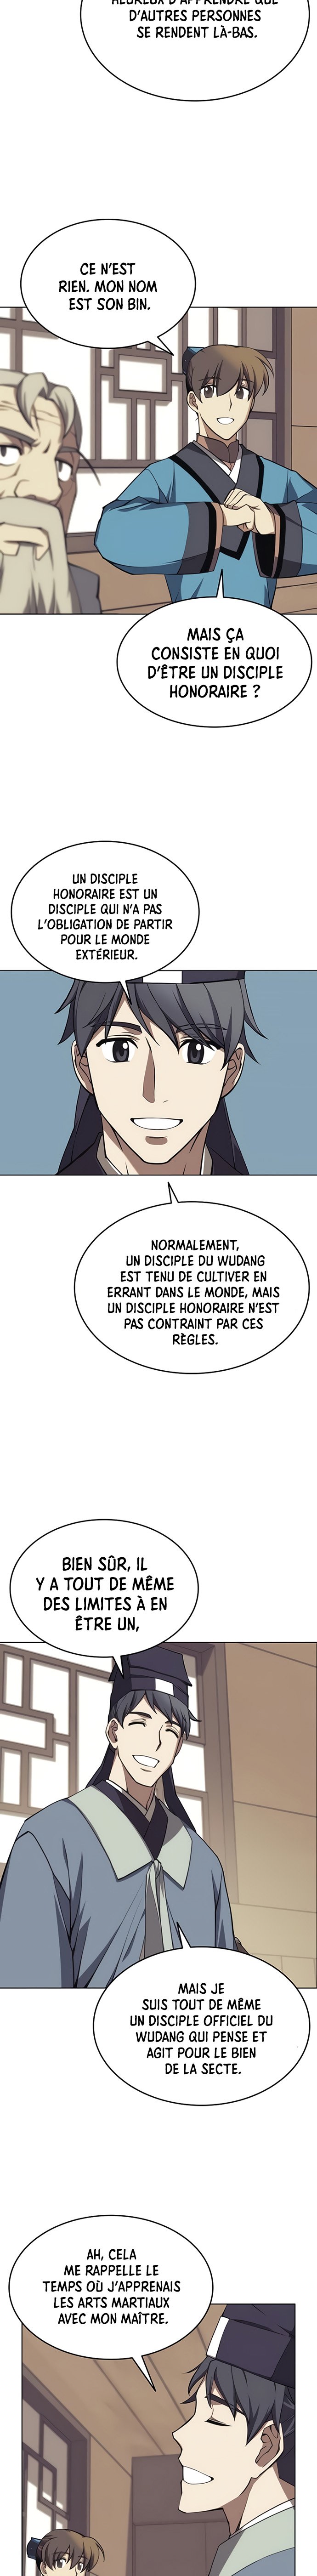 HEUREUX D'APPRENDRE QUE
D'AUTRES PERSONNES
SE RENDENT LÀ-BAS.
CE N'EST
RIEN. MON NOM
EST SON BIN.
MAIS ÇA
CONSISTE EN QUOI
D'ÊTRE UN DISCIPLE
HONORAIRE ?
UN DISCIPLE
HONORAIRE EST UN
DISCIPLE QUI N'A PAS
L'OBLIGATION DE PARTIR
POUR LE MONDE
EXTÉRIEUR.
NORMALEMENT,
UN DISCIPLE DU WUDANG
EST TENU DE CULTIVER EN
ERRANT DANS LE MONDE, MAIS
UN DISCIPLE HONORAIRE N'EST
PAS CONTRAINT PAR CES
RÈGLES.
BIEN SÛR, IL
Y A TOUT DE MÊME
DES LIMITES À EN
ÊTRE UN,
MAIS JE
SUIS TOUT DE MÊME
UN DISCIPLE OFFICIEL DU
WUDANG QUI PENSE ET
AGIT POUR LE BIEN
DE LA SECTE.
AH, CELA
ME RAPPELLE LE
TEMPS OÙ J'APPRENAIS
LES ARTS MARTIAUX
AVEC MON MAÎTRE.